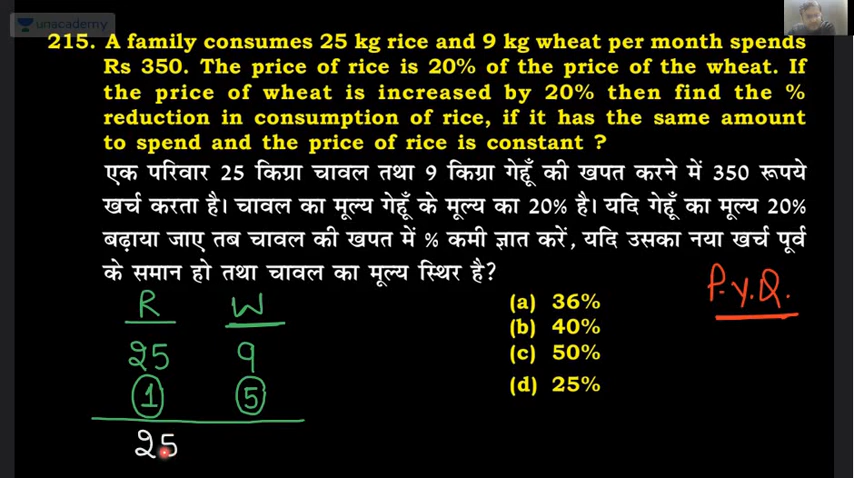 unacademy
215. A family consumes 25 kg rice and 9 kg wheat per month spends
Rs 350. The price of rice is 20% of the price of the wheat. If
the price of wheat is increased by 20% then find the %
reduction in consumption of rice, if it has the same amount
to spend and the price of rice is constant ?
एक परिवार 25 किग्रा चावल तथा 9 किग्रा गेहूँ की खपत करने में 350 रूपये
खर्च करता है। चावल का मूल्य गेहूँ के मूल्य का 20% है। यदि गेहूँ का मूल्य 20%
बढ़ाया जाए तब चावल की खपत में % कमी ज्ञात करें, यदि उसका नया खर्च पूर्व
के समान हो तथा चावल का मूल्य स्थिर है?
P.Y.Q.
R W
25 9
1 5
25
(a) 36%
(b) 40%
(c) 50%
(d) 25%